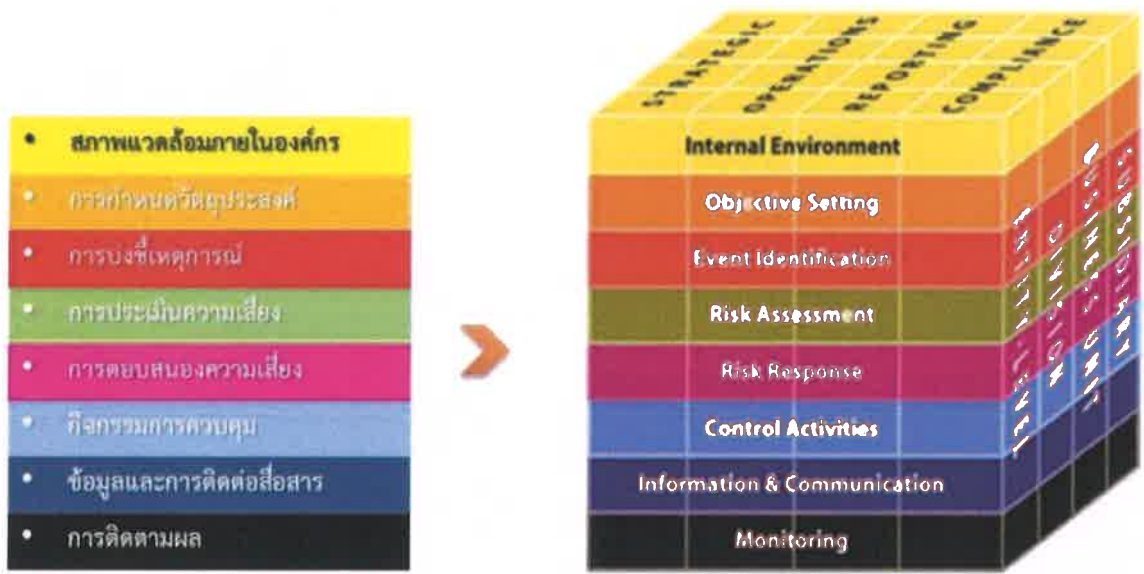 • สภาพแวดล้อมภายในองค์กร
• การกำหนดวัตถุประสงค์
• การบ่งชี้เหตุการณ์
• การประเมินความเสี่ยง
• การตอบสนองความเสี่ยง
• กิจกรรมการควบคุม
• ข้อมูลและการติดต่อสื่อสาร
• การติดตามผล
STRATEGIC
OPERATIONS
REPORTING
COMPLIANCE
Internal Environment
Objective Setting
Event Identification
Risk Assessment
Risk Response
Control Activities
Information & Communication
Monitoring
ENTITY-LEVEL
DIVISION
BUSINESS UNIT
SUBSIDIARY